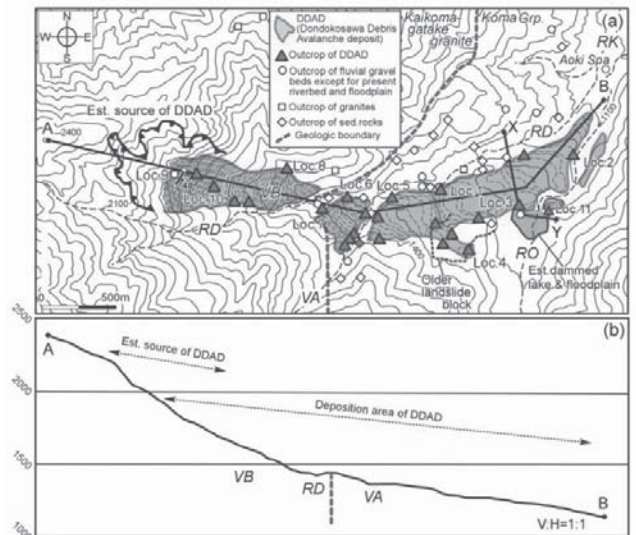 (a)
N
W E
S
DDAD
(Dondokosawa Debris
Avalanche deposit)
Outcrop of DDAD
Outcrop of fluvial gravel
beds except for present
riverbed and floodplain
Outcrop of granites
Outcrop of sed.rocks
Geologic boundary
Kaikoma-
gatake
granite
Koma Grp.
RK
Aoki Spa
Est. source of DDAD
A
2400
B
1150
X
RD
Loc.9
Loc.8
Loc.2
VB
Loc.6
Loc.5
Loc.1
2100
Loc.10
Loc.3
Loc.11
Loc.7
Y
RD
1400
Loc.4
RO
VA
Older
landslide
block
Est.dammed
lake & floodplain
0 500m
2500
(b)
A
Est. source of DDAD
2000
Deposition area of DDAD
1500
VB
RD
VA
B
1000
V:H=1:1